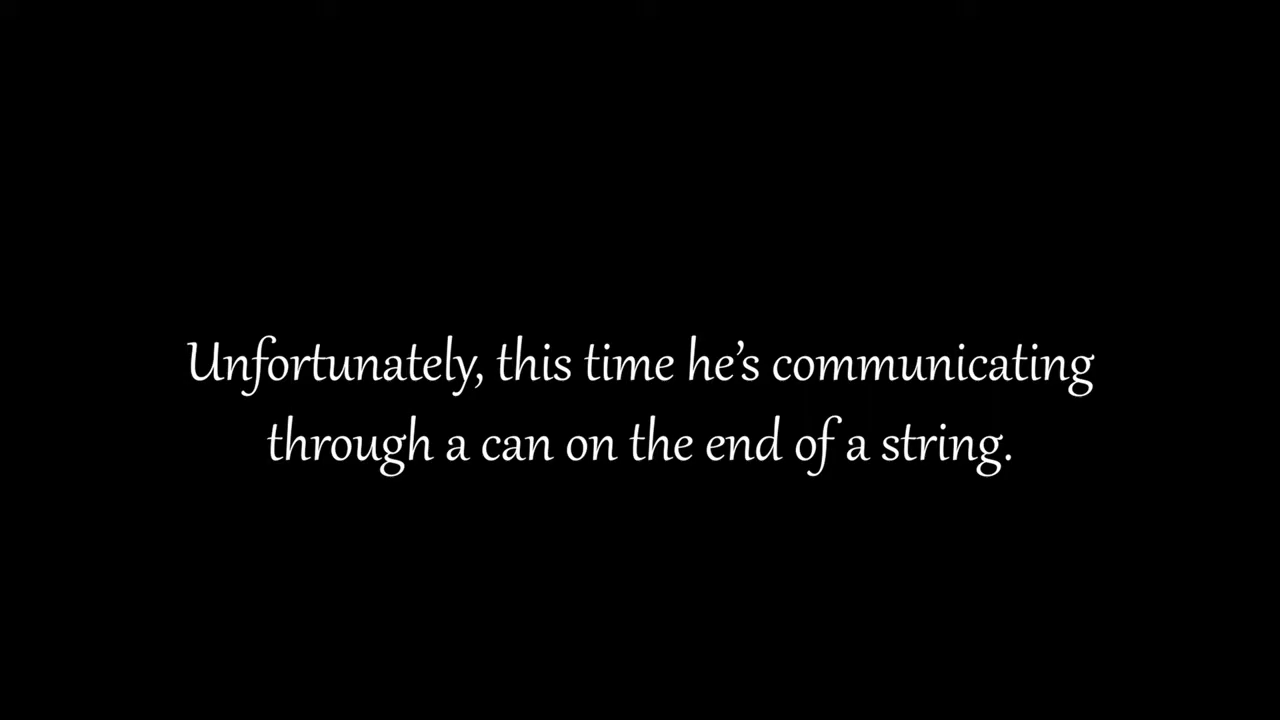 Unfortunately, this time he’s communicating
through a can on the end of a string.